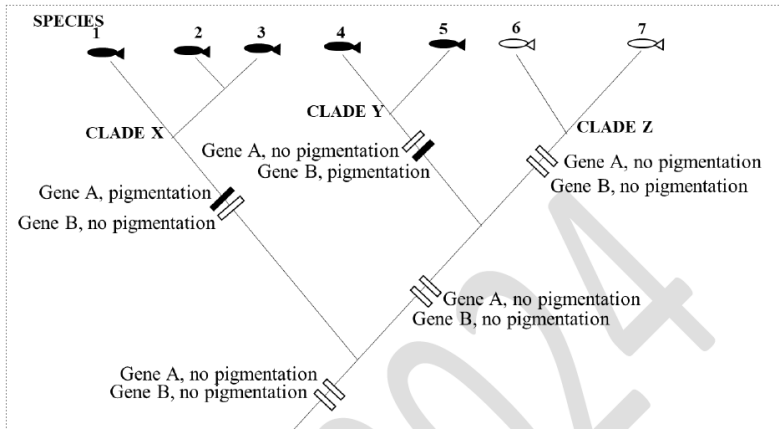 SPECIES
1 2 3 4 5 6 7
CLADE X
CLADE Y
CLADE Z
Gene A, no pigmentation
Gene B, pigmentation
Gene A, no pigmentation
Gene B, no pigmentation
Gene A, pigmentation
Gene B, no pigmentation
Gene A, no pigmentation
Gene B, no pigmentation
Gene A, no pigmentation
Gene B, no pigmentation
2024